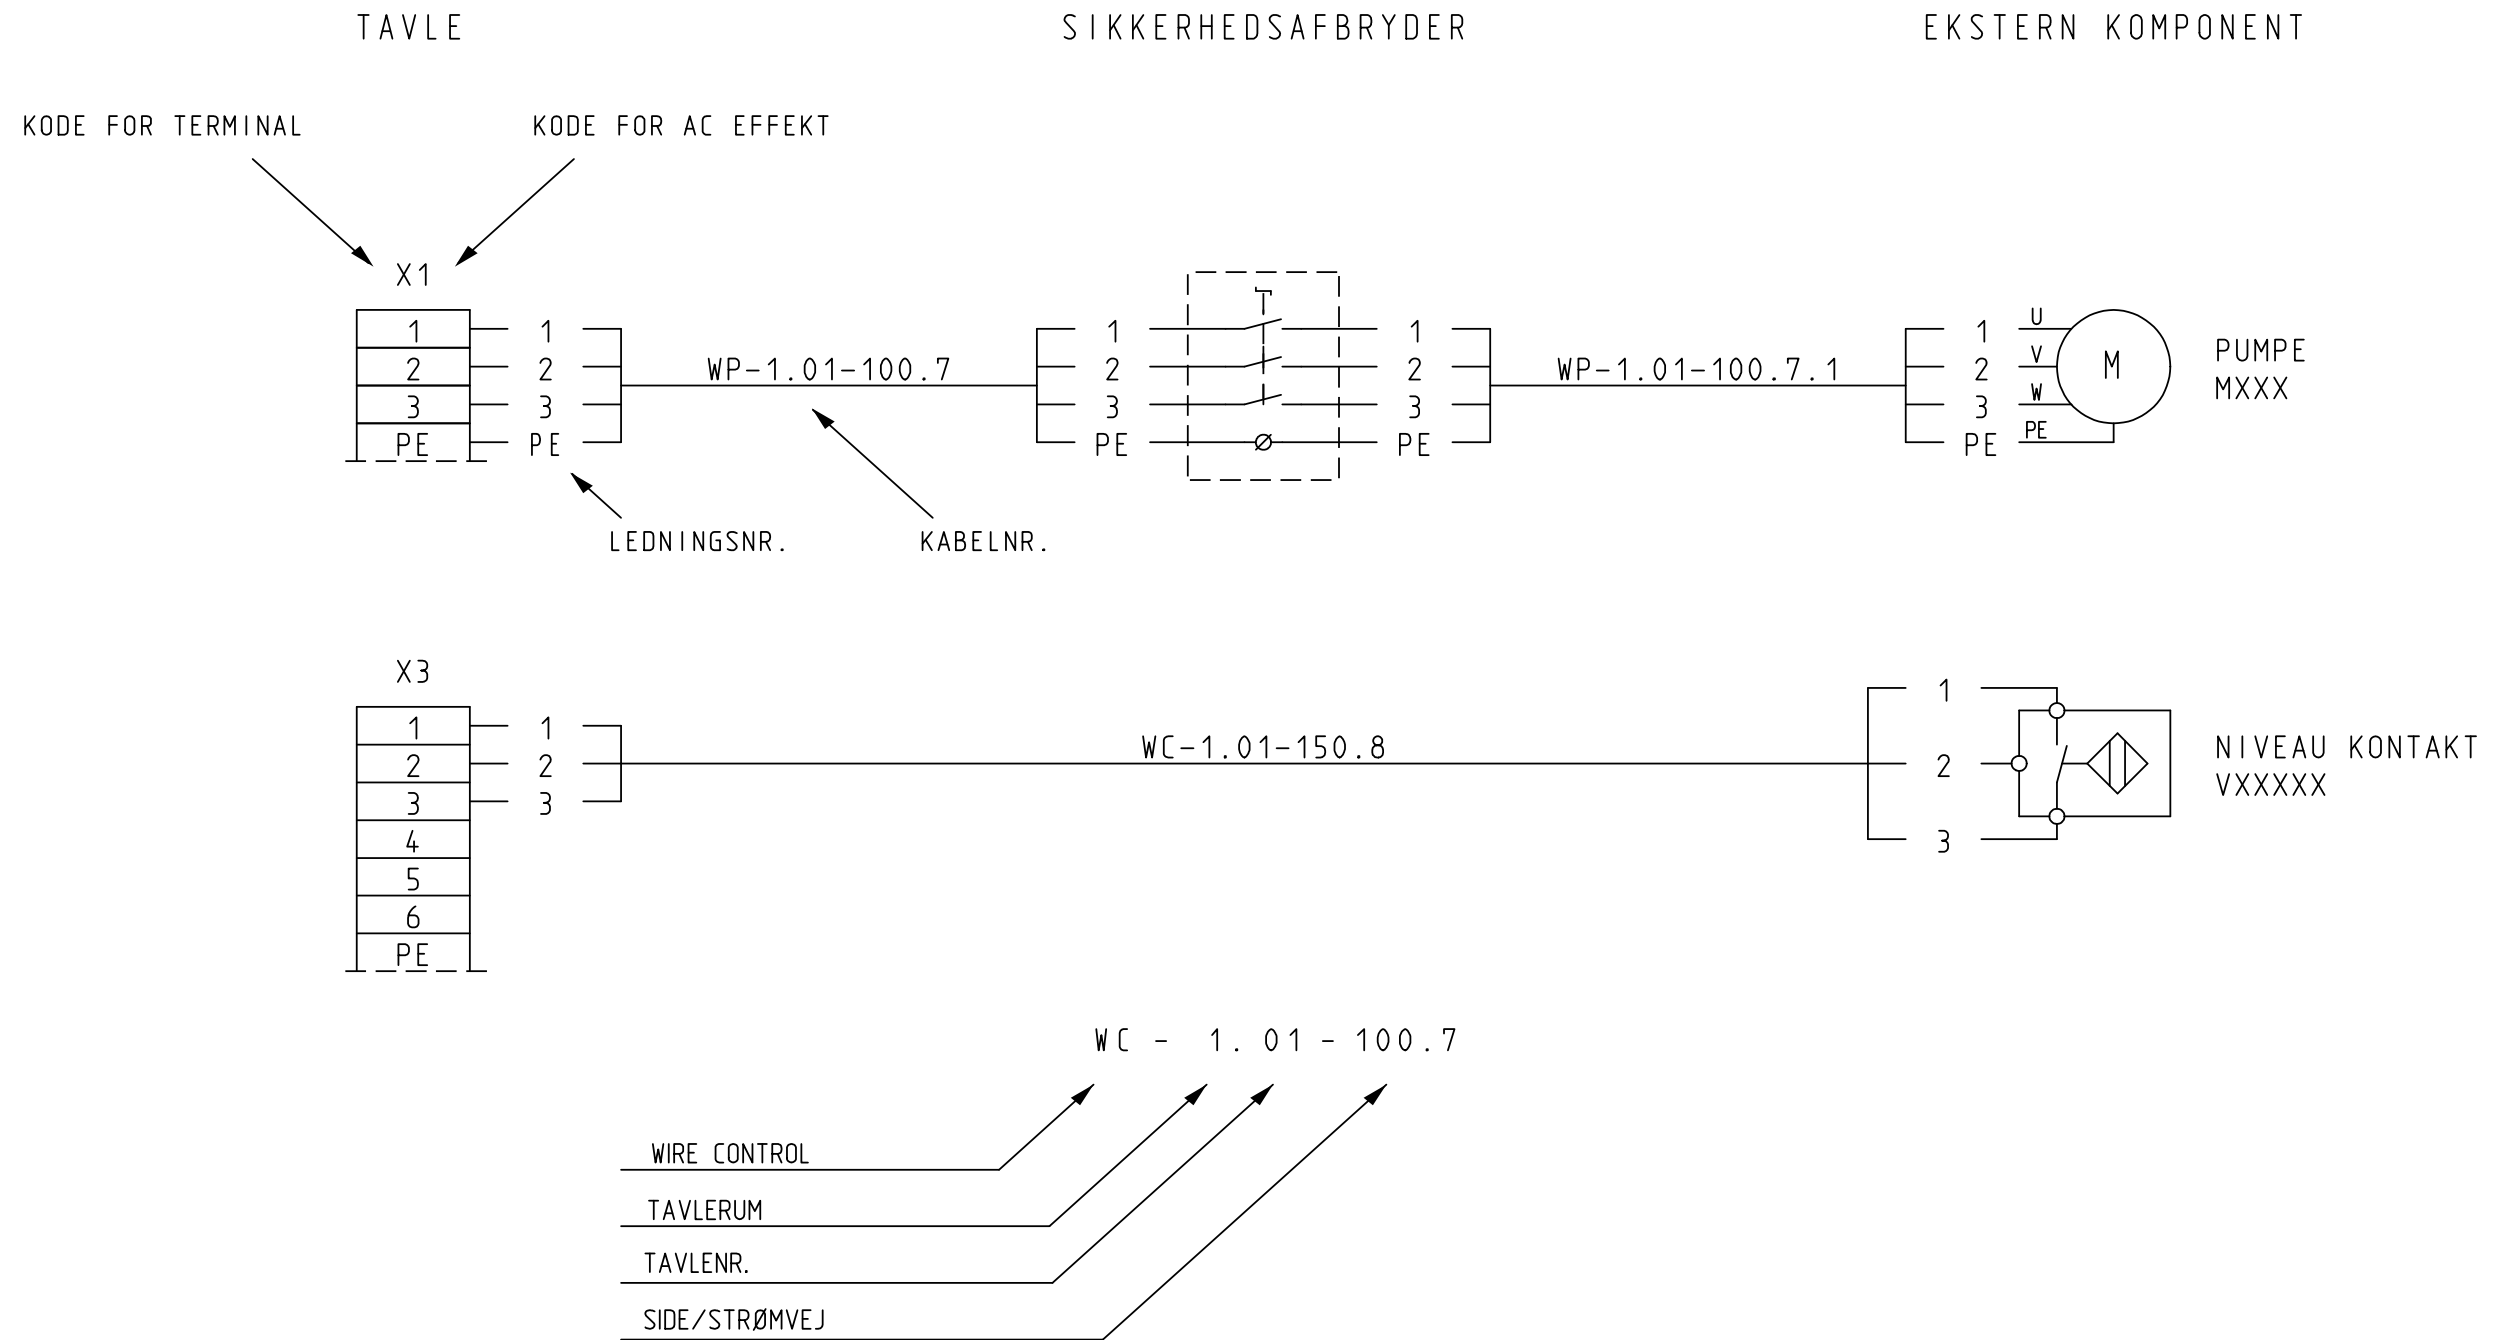 TAVLE SIKKERHEDSAFBRYDER EKSTERN KOMPONENT
KODE FOR TERMINAL KODE FOR AC EFFEKT
X1
1 1 1 1 1 U
2 2 WP-1.01-100.7 2 2 WP-1.01-100.7.1 2 V M PUMPE
3 3 3 3 3 W MXXX
PE PE PE PE PE PE
LEDNINGSNR. KABELNR.
X3
1 1 1
2 2 WC-1.01-150.8 2 NIVEAU KONTAKT
3 3 3 VXXXXX
4
5
6
PE
WC - 1.01-100.7
WIRE CONTROL
TAVLERUM
TAVLENR.
SIDE/STRØMVEJ